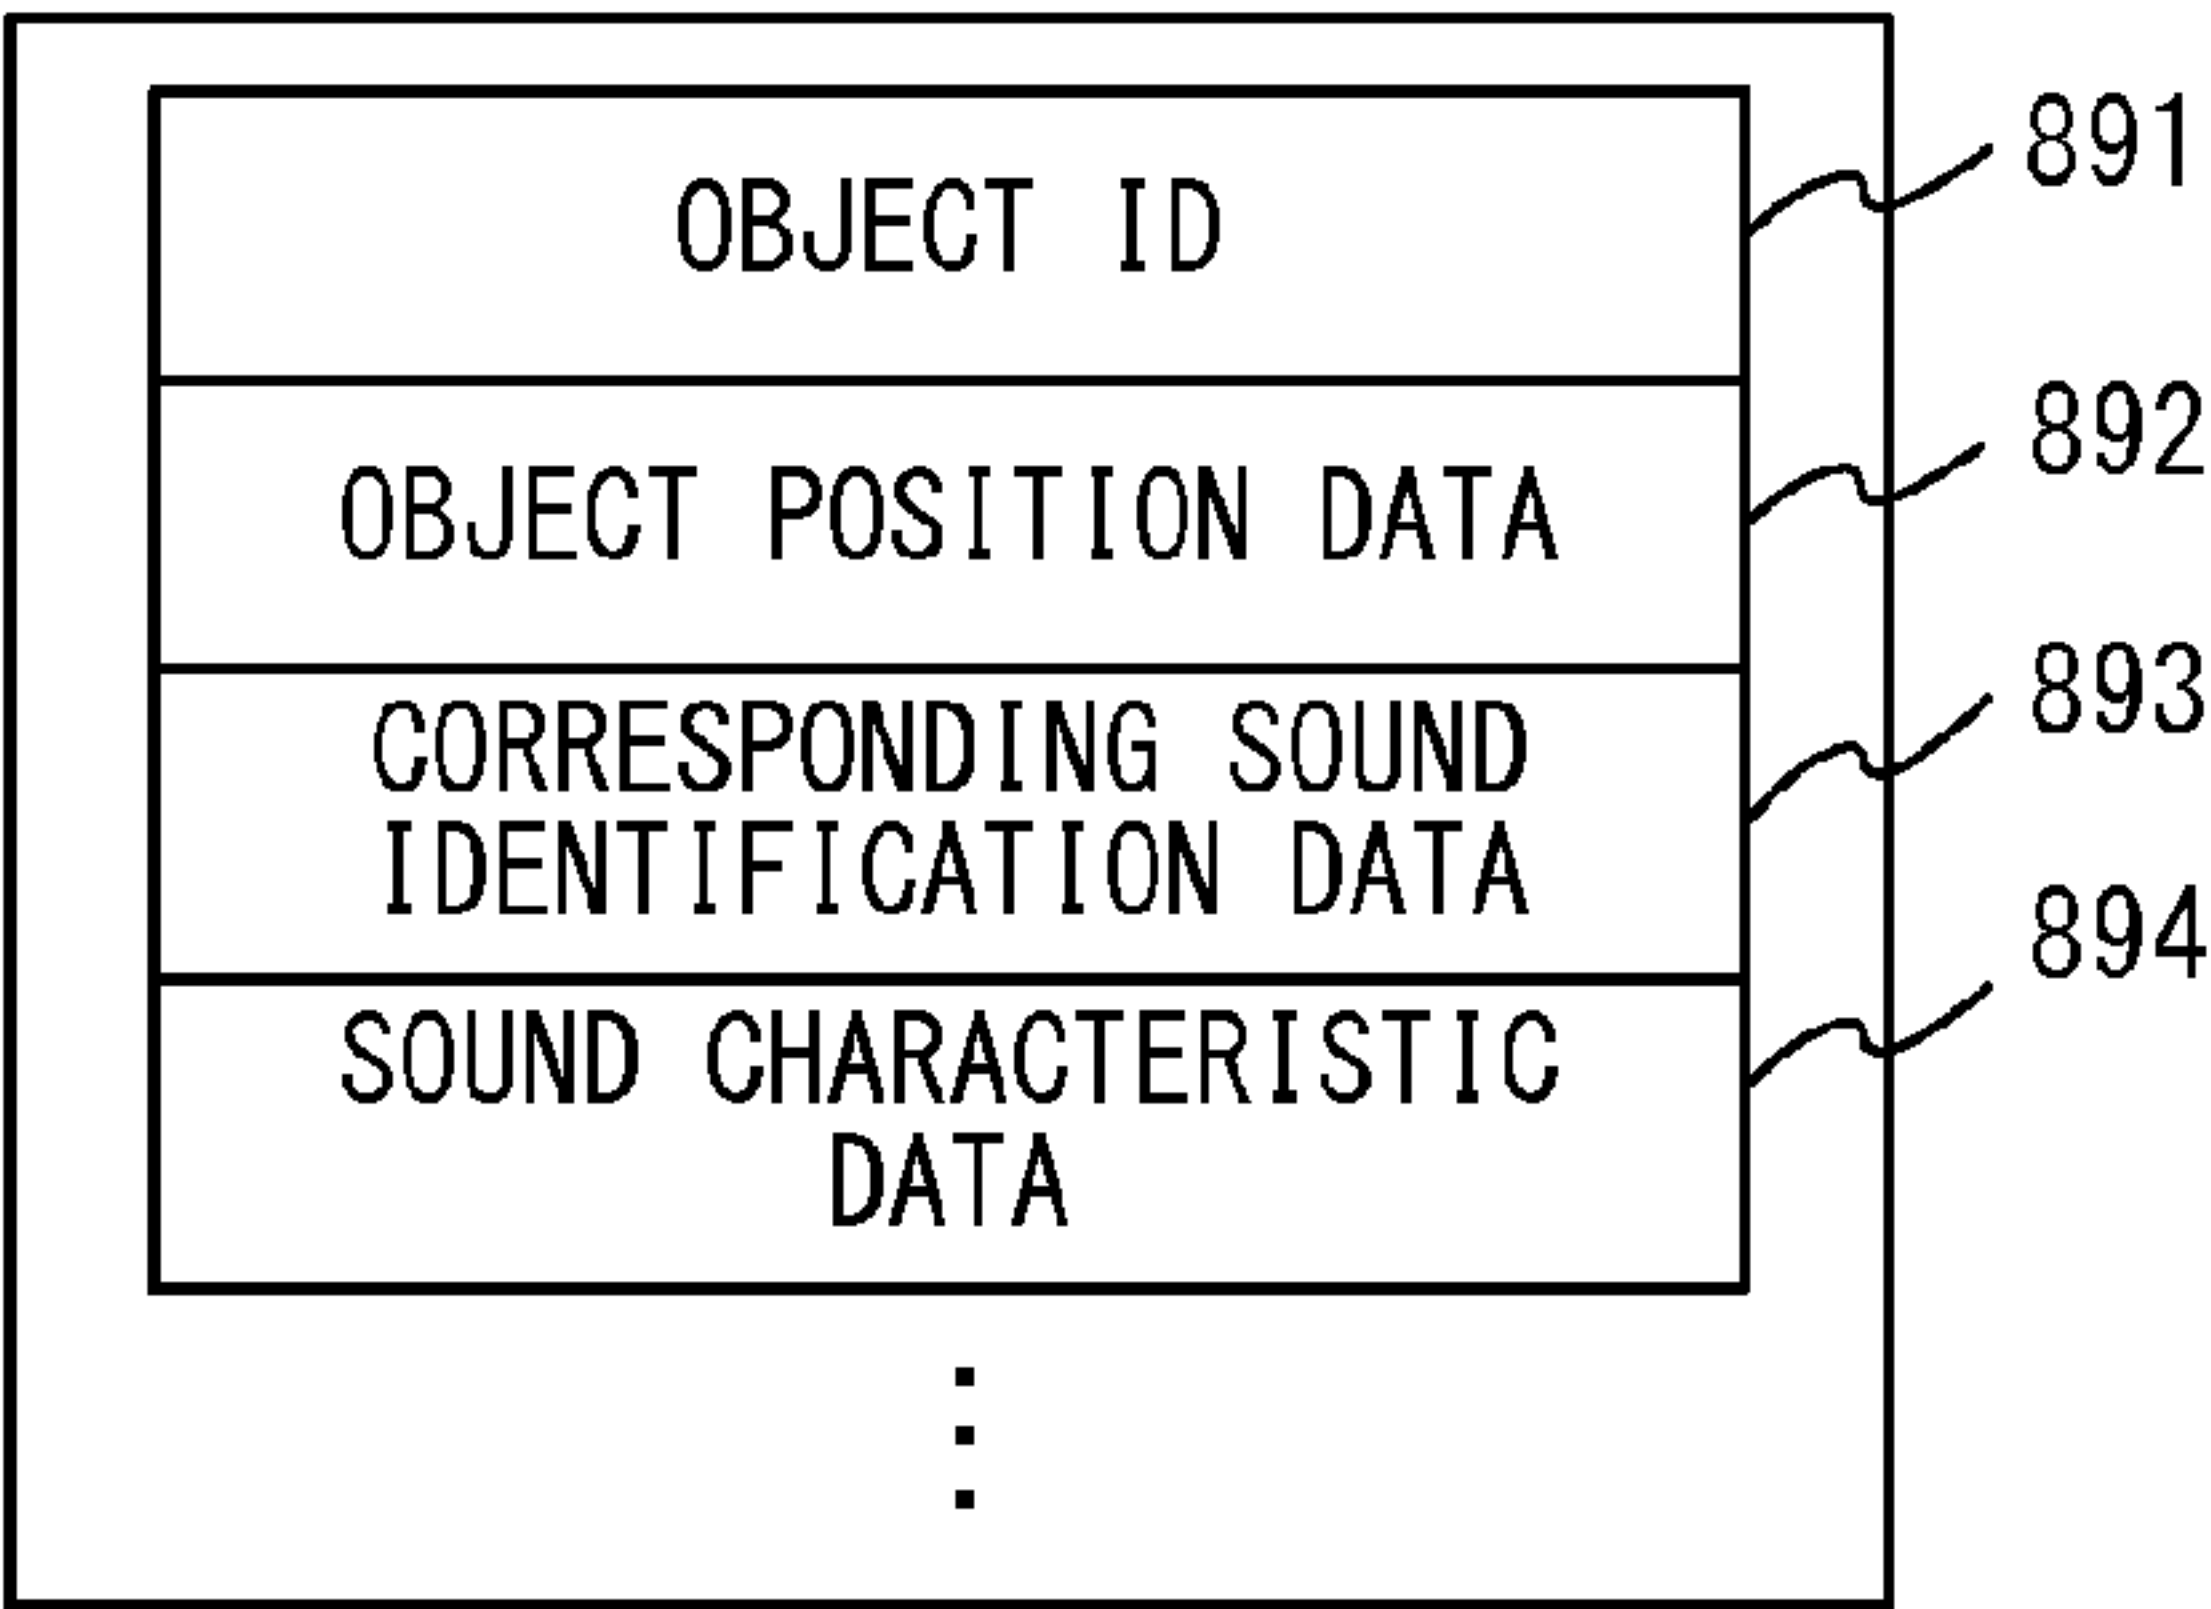 OBJECT ID
891
OBJECT POSITION DATA
892
CORRESPONDING SOUND
IDENTIFICATION DATA
893
SOUND CHARACTERISTIC
DATA
894